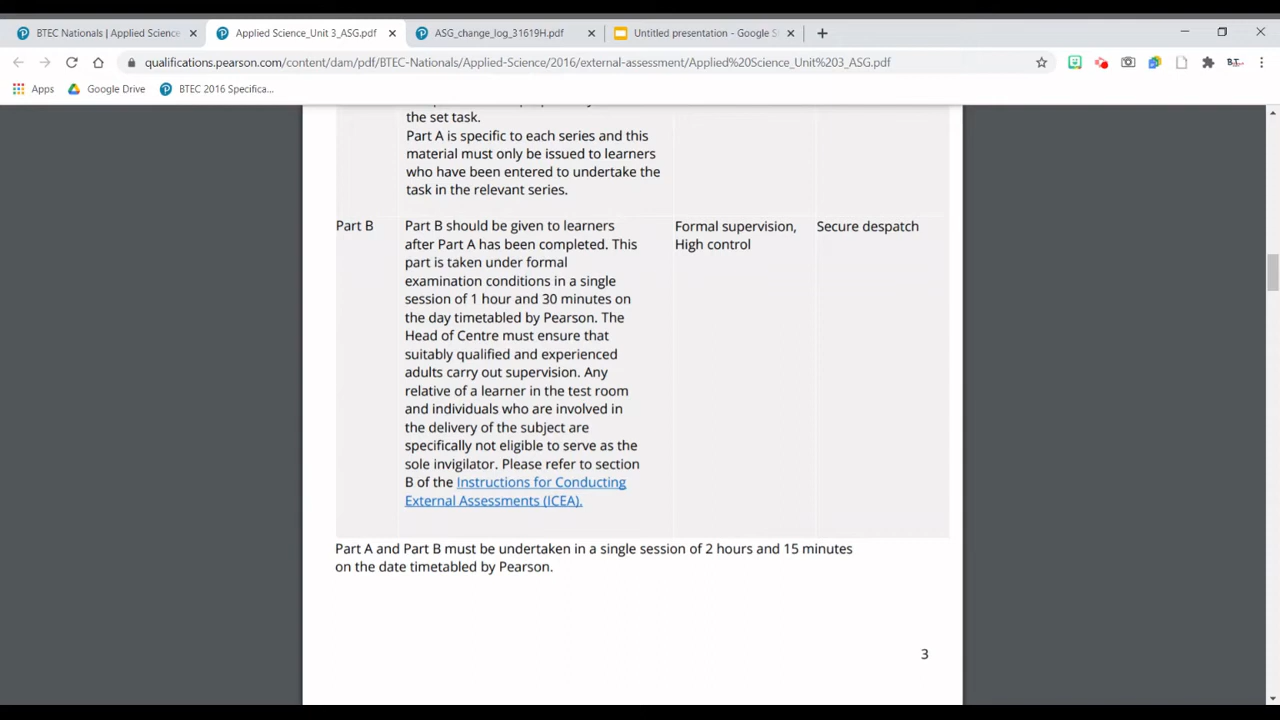 BTEC Nationals | Applied Science
Applied Science_Unit 3_ASG.pdf
ASG_change_log_31619H.pdf
Untitled presentation - Google S
qualifications.pearson.com/content/dam/pdf/BTEC-Nationals/Applied-Science/2016/external-assessment/Applied%20Science_Unit%203_ASG.pdf
Apps
Google Drive
BTEC 2016 Specifica...
the set task.
Part A is specific to each series and this
material must only be issued to learners
who have been entered to undertake the
task in the relevant series.
Part B
Part B should be given to learners
after Part A has been completed. This
part is taken under formal
examination conditions in a single
session of 1 hour and 30 minutes on
the day timetabled by Pearson. The
Head of Centre must ensure that
suitably qualified and experienced
adults carry out supervision. Any
relative of a learner in the test room
and individuals who are involved in
the delivery of the subject are
specifically not eligible to serve as the
sole invigilator. Please refer to section
B of the Instructions for Conducting
External Assessments (ICEA).
Formal supervision,
High control
Secure despatch
Part A and Part B must be undertaken in a single session of 2 hours and 15 minutes
on the date timetabled by Pearson.
3